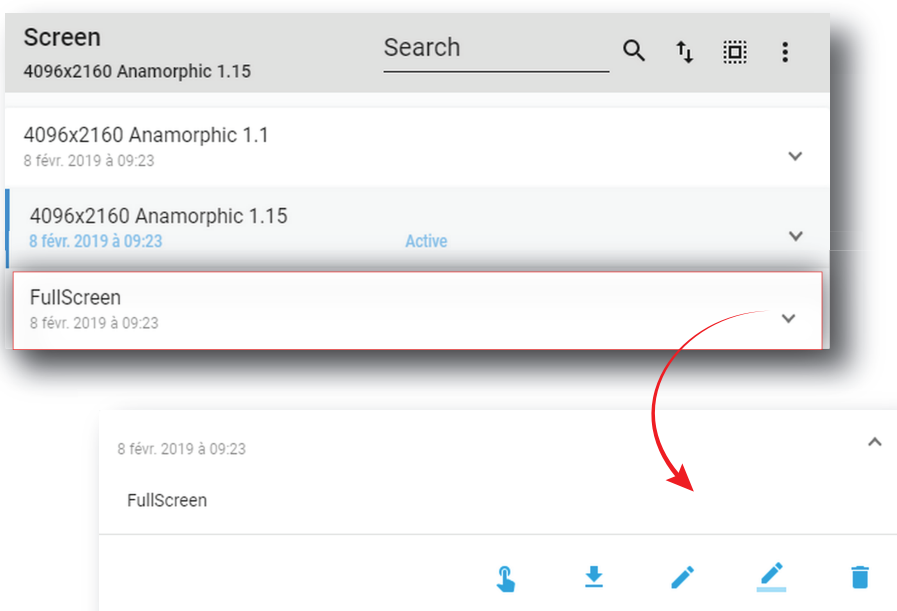 Screen
Search
4096x2160 Anamorphic 1.15
4096x2160 Anamorphic 1.1
8 févr. 2019 à 09:23
4096x2160 Anamorphic 1.15
8 févr. 2019 à 09:23
Active
FullScreen
8 févr. 2019 à 09:23
8 févr. 2019 à 09:23
FullScreen